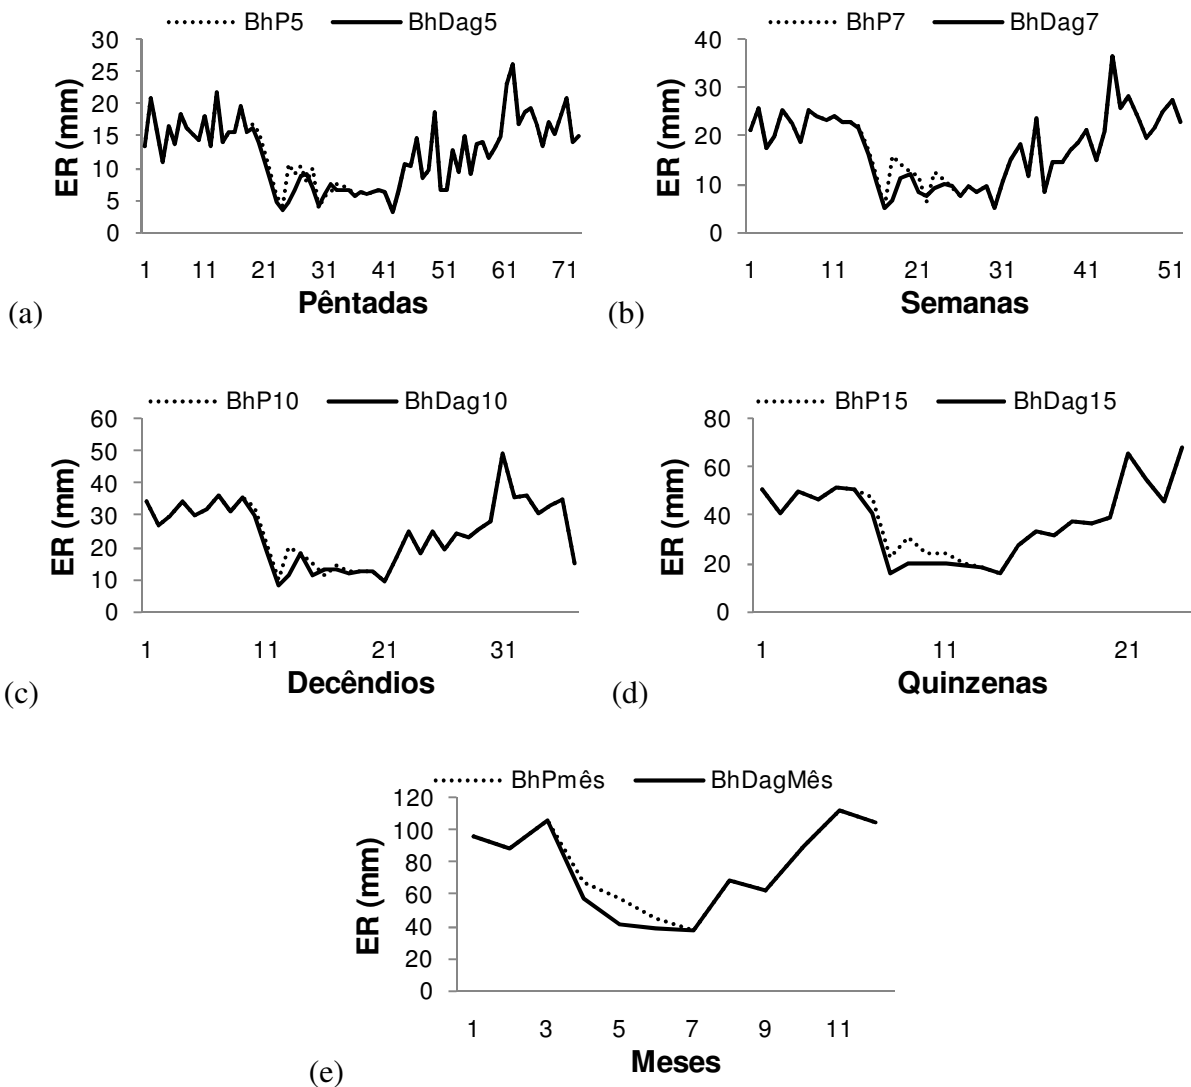 BhP5 BhDag5
30
25
20
15
10
5
0
ER (mm)
1 11 21 31 41 51 61 71
Pêntadas
(a)
BhP7 BhDag7
40
30
20
10
0
ER (mm)
1 11 21 31 41 51
Semanas
(b)
BhP10 BhDag10
60
50
40
30
20
10
0
ER (mm)
1 11 21 31
Decêndios
(c)
BhP15 BhDag15
80
60
40
20
0
ER (mm)
1 11 21
Quinzenas
(d)
BhPmês BhDagMês
120
100
80
60
40
20
0
ER (mm)
1 3 5 7 9 11
Meses
(e)